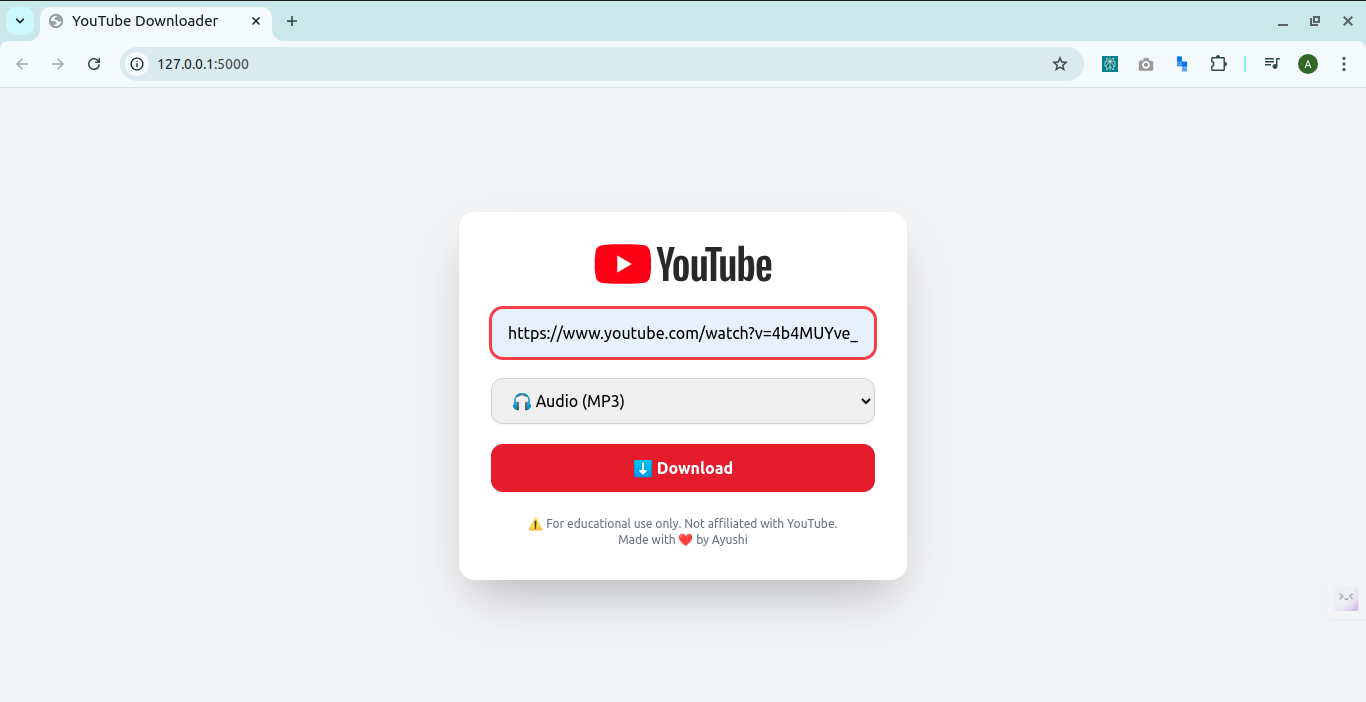 YouTube Downloader
127.0.0.1:5000
A
YouTube
https://www.youtube.com/watch?v=4b4MUYve_
🎧 Audio (MP3)
⬇️ Download
⚠️ For educational use only. Not affiliated with YouTube.
Made with ❤️ by Ayushi
>_<